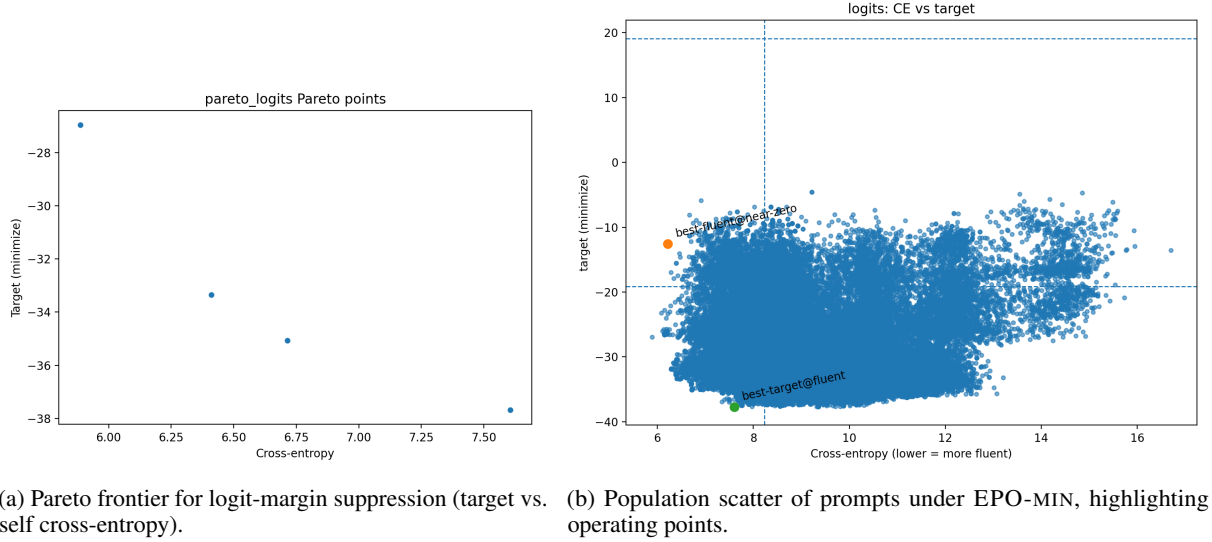 pareto_logits Pareto points
Target (minimize)
−28
−30
−32
−34
−36
−38
6.00 6.25 6.50 6.75 7.00 7.25 7.50
Cross-entropy
logits: CE vs target
target (minimize)
20
10
0
−10
−20
−30
−40
best-fluent@near-zero
best-target@fluent
6 8 10 12 14 16
Cross-entropy (lower = more fluent)
(a) Pareto frontier for logit-margin suppression (target vs.
self cross-entropy).
(b) Population scatter of prompts under EPO-MIN, highlighting
operating points.